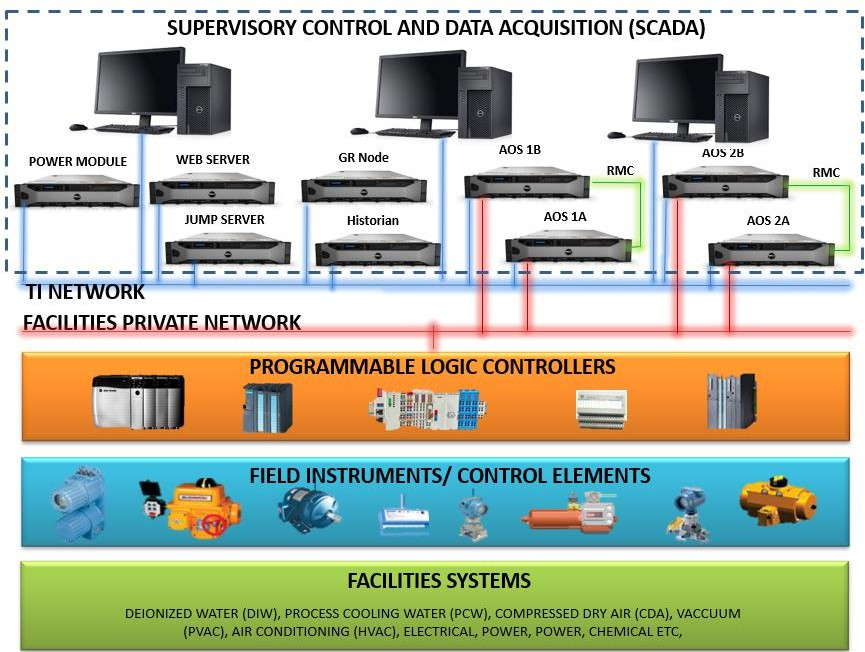 SUPERVISORY CONTROL AND DATA ACQUISITION (SCADA)
POWER MODULE
WEB SERVER
GR Node
AOS 1B
RMC
AOS 2B
RMC
JUMP SERVER
Historian
AOS 1A
AOS 2A
TI NETWORK
FACILITIES PRIVATE NETWORK
PROGRAMMABLE LOGIC CONTROLLERS
FIELD INSTRUMENTS/ CONTROL ELEMENTS
FACILITIES SYSTEMS
DEIONIZED WATER (DIW), PROCESS COOLING WATER (PCW), COMPRESSED DRY AIR (CDA), VACCUUM
(PVAC), AIR CONDITIONING (HVAC), ELECTRICAL, POWER, POWER, CHEMICAL ETC,